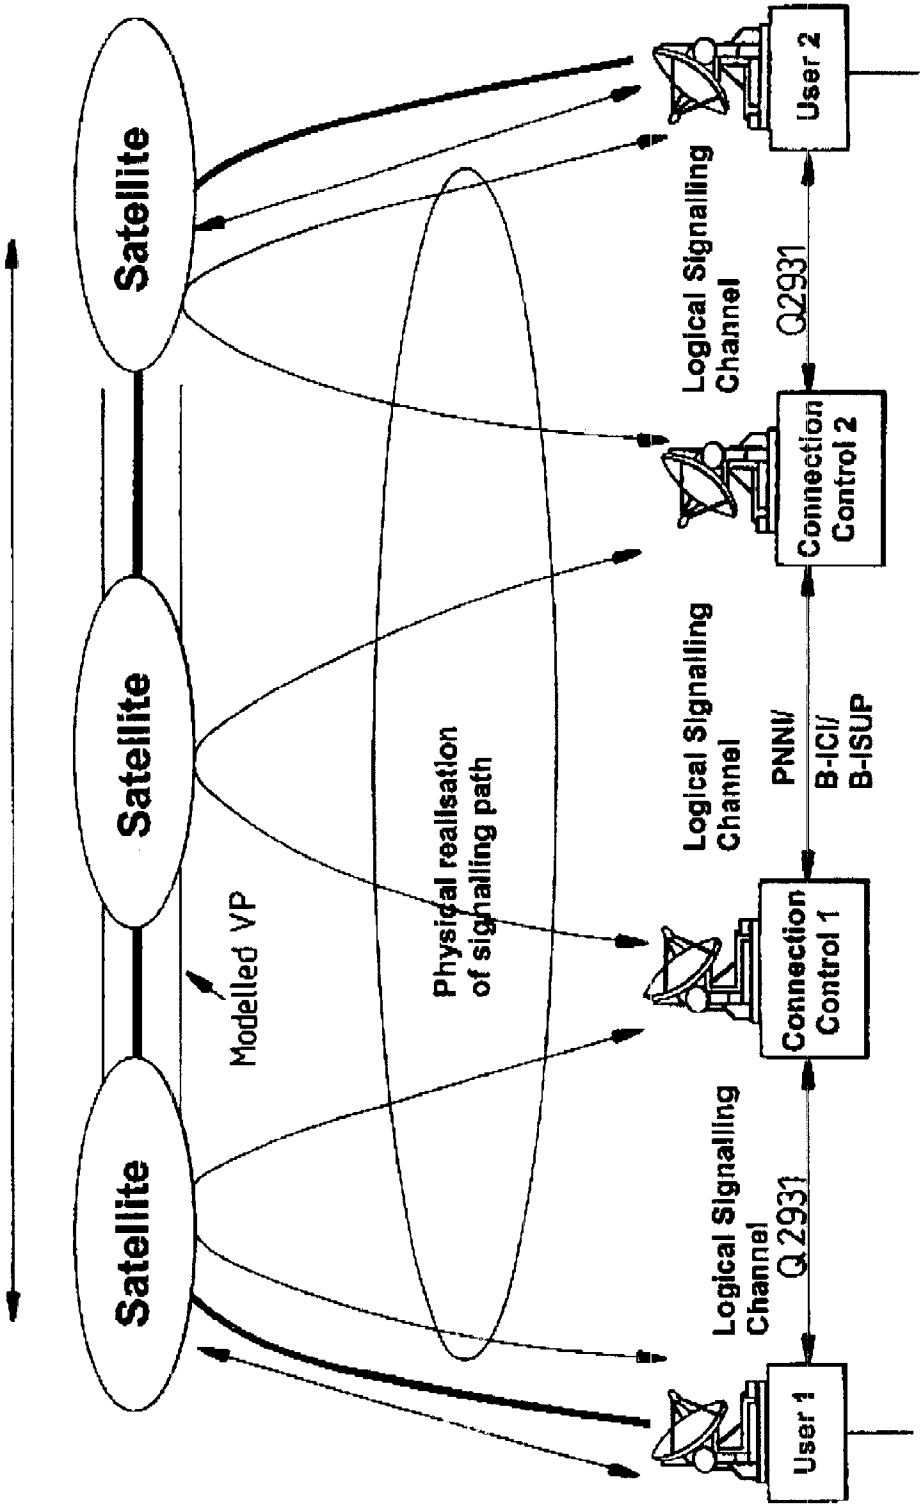 Satellite
Satellite
Satellite
Modelled VP
Physical realisation
of signalling path
Logical Signalling
Channel
Q2931
Logical Signalling
Channel
PNNI/
B-ICI/
B-ISUP
Logical Signalling
Channel
Q2931
User 1
Connection
Control 1
Connection
Control 2
User 2